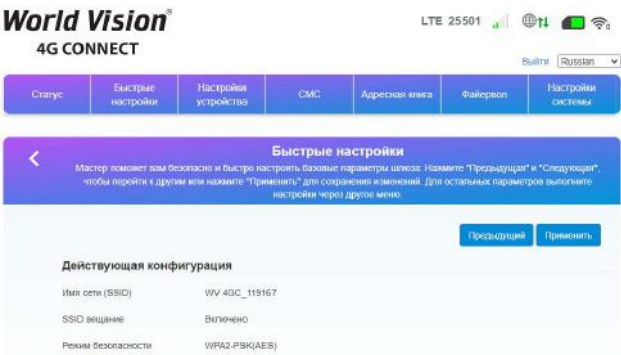 World Vision®
4G CONNECT
LTE 25501
Выйти Russian
Статус Быстрые настройки Настройки устройства СМС Адресная книга Файервол Настройки системы
Быстрые настройки
Мастер поможет вам безопасно и быстро настроить базовые параметры шлюза: Нажмите "Предыдущая" и "Следующая",
чтобы перейти к другим или нажмите "Применить" для сохранения изменений. Для остальных параметров выполните
настройки через другое меню.
Предыдущий Применить
Действующая конфигурация
Имя сети (SSID) WV 4GC_119167
SSID вещание Включено
Режим безопасности WPA2-PSK(AES)